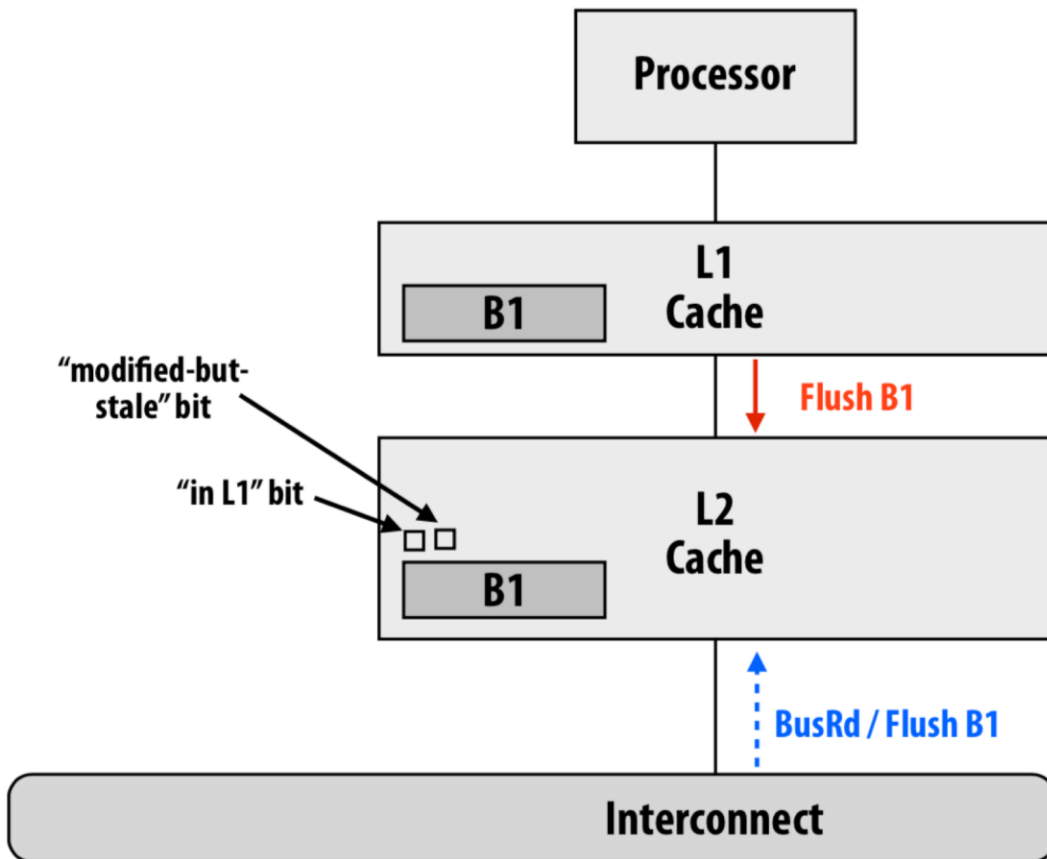 Processor
L1
Cache
B1
“modified-but-
stale” bit
Flush B1
“in L1” bit
L2
Cache
B1
BusRd / Flush B1
Interconnect